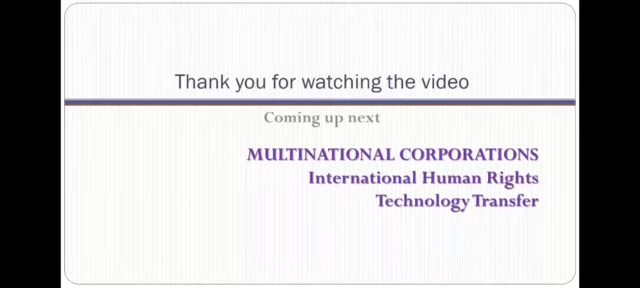 Thank you for watching the video
Coming up next
MULTINATIONAL CORPORATIONS
International Human Rights
Technology Transfer